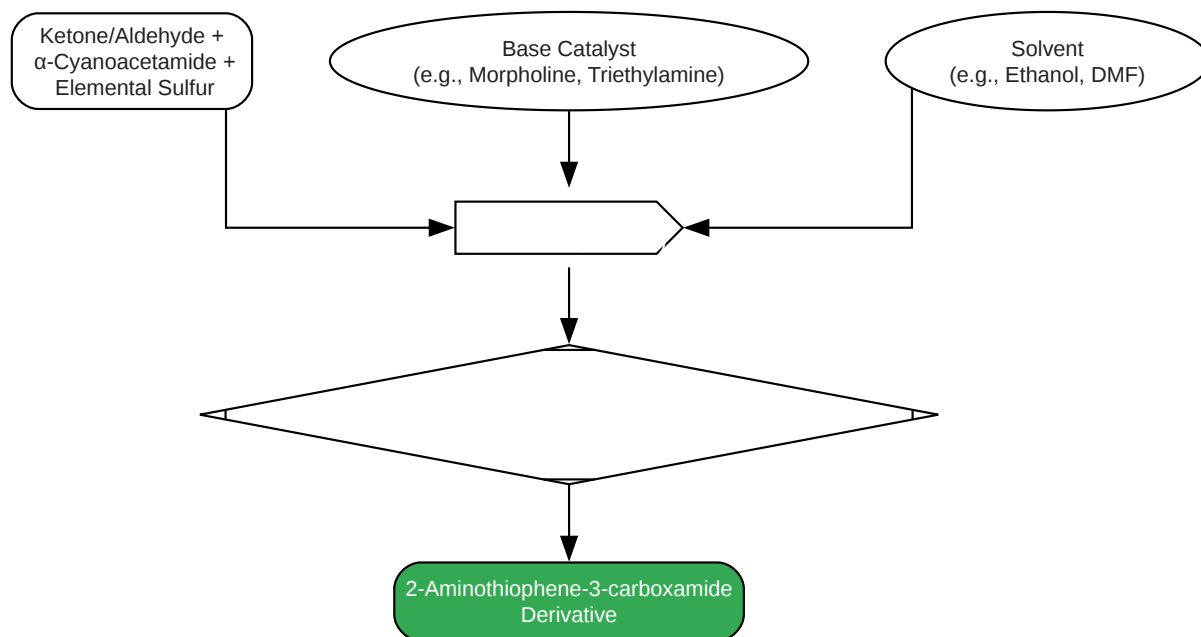 Ketone/Aldehyde +
α-Cyanoacetamide +
Elemental Sulfur
Base Catalyst
(e.g., Morpholine, Triethylamine)
Solvent
(e.g., Ethanol, DMF)
2-Aminothiophene-3-carboxamide
Derivative